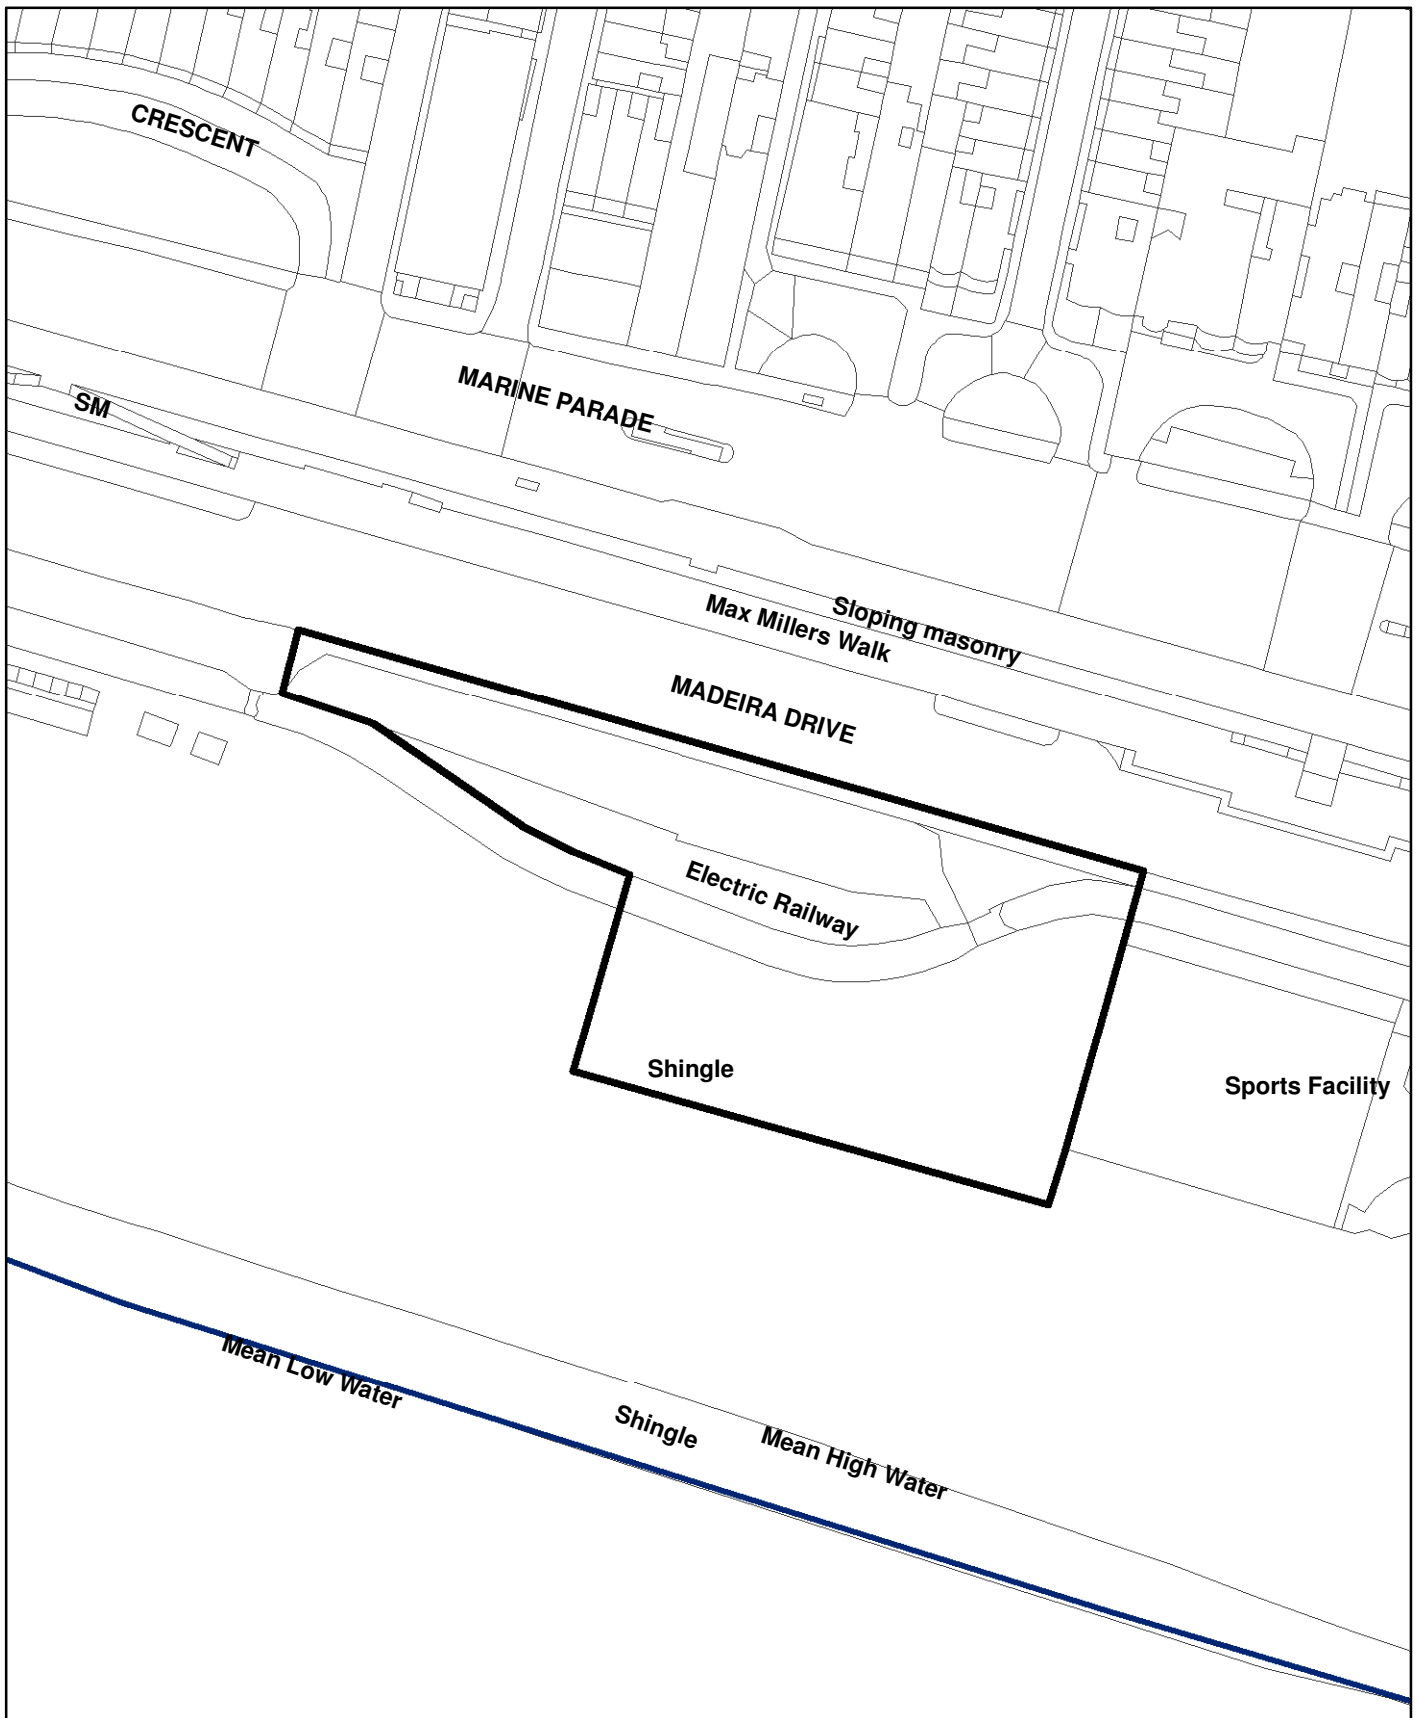 CRESCENT
MARINE PARADE
SM
Sloping masonry
Max Millers Walk
MADEIRA DRIVE
Electric Railway
Shingle
Sports Facility
Mean Low Water
Shingle
Mean High Water